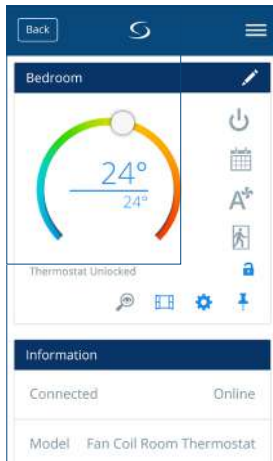 Back
Bedroom
24°
24°
A
Thermostat Unlocked
Information
Connected Online
Model Fan Coil Room Thermostat